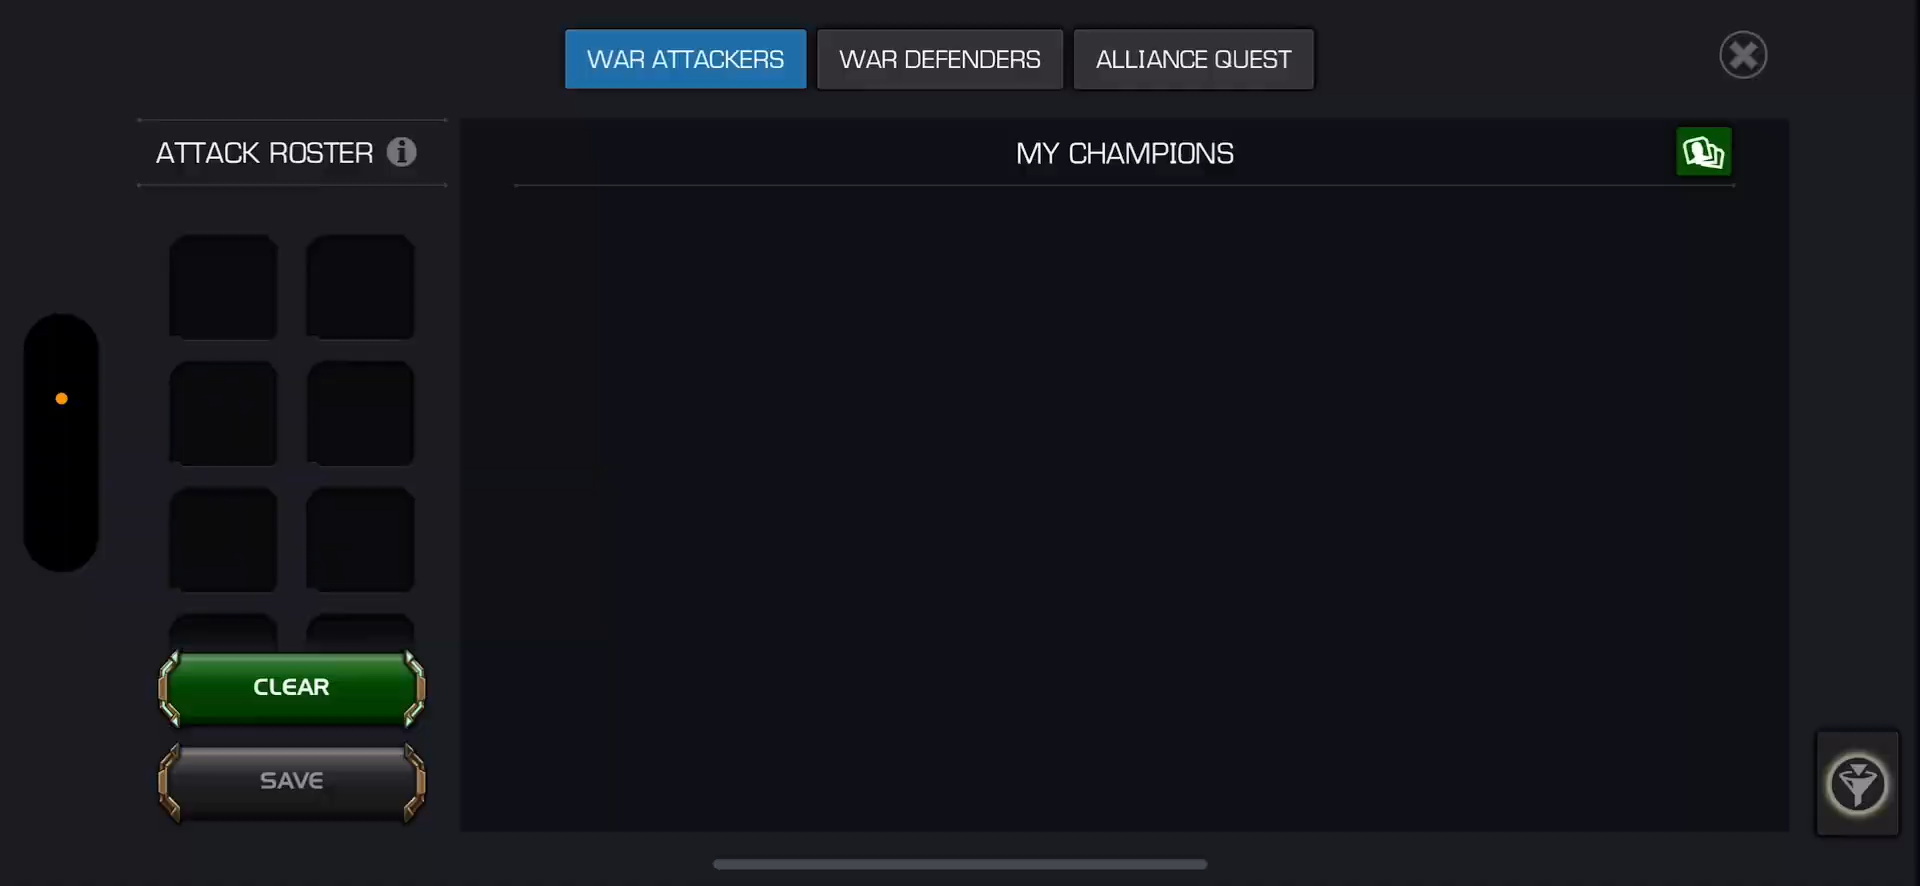 WAR ATTACKERS
WAR DEFENDERS
ALLIANCE QUEST
ATTACK ROSTER
MY CHAMPIONS
CLEAR
SAVE